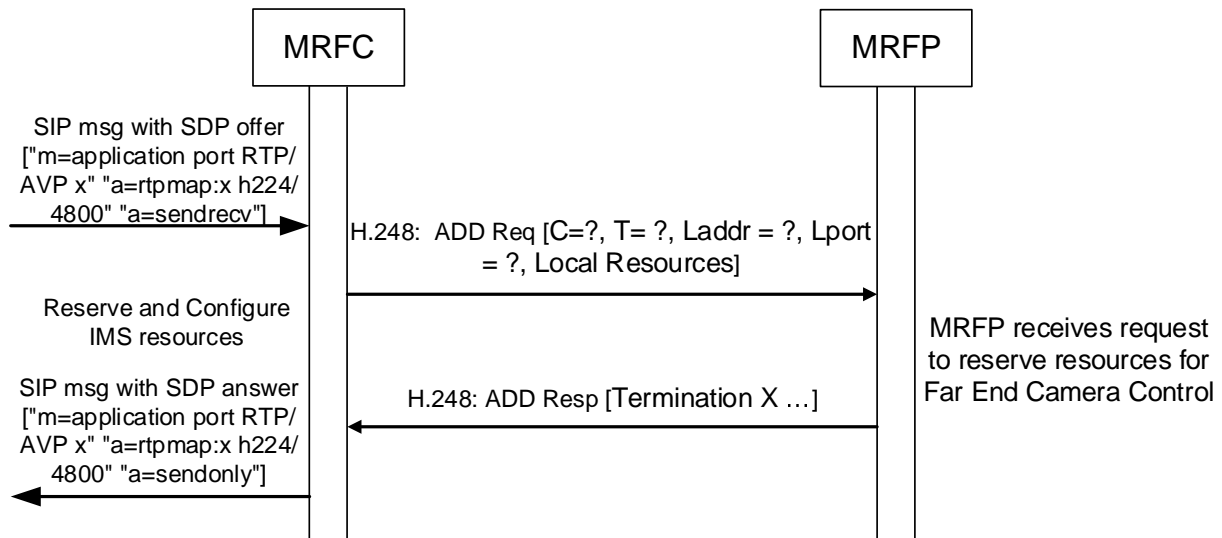 MRFC
MRFP
SIP msg with SDP offer
["m=application port RTP/
AVP x" "a=rtpmap:x h224/
4800" "a=sendrecv"]
H.248:  ADD Req [C=?, T= ?, Laddr = ?, Lport
= ?, Local Resources]
Reserve and Configure
IMS resources
MRFP receives request
to reserve resources for
Far End Camera Control
SIP msg with SDP answer
["m=application port RTP/
AVP x" "a=rtpmap:x h224/
4800" "a=sendonly"]
H.248: ADD Resp [Termination X …]